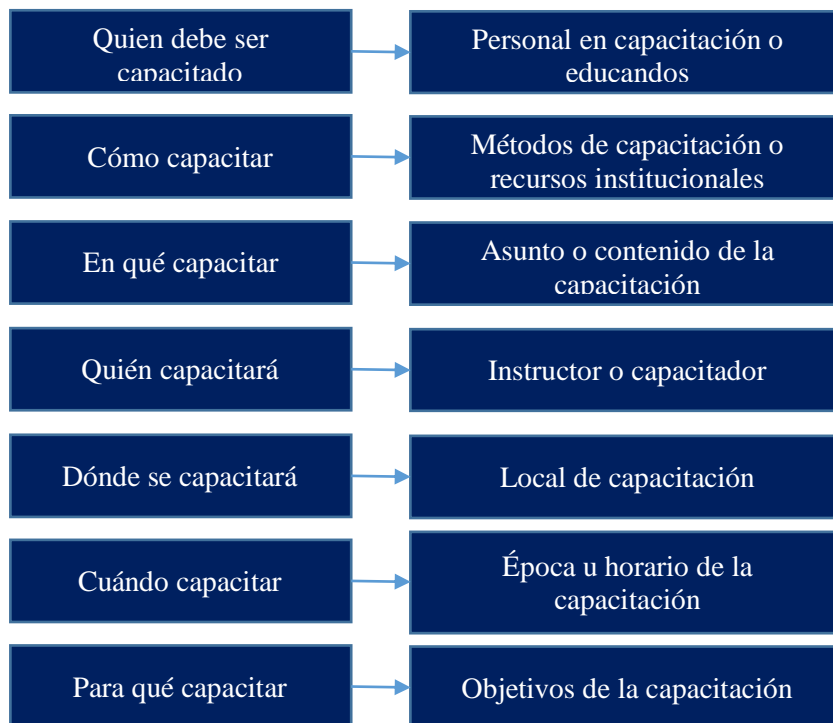 Quien debe ser
capacitado
Personal en capacitación o
educandos
Cómo capacitar
Métodos de capacitación o
recursos institucionales
En qué capacitar
Asunto o contenido de la
capacitación
Quién capacitará
Instructor o capacitador
Dónde se capacitará
Local de capacitación
Cuándo capacitar
Época u horario de la
capacitación
Para qué capacitar
Objetivos de la capacitación